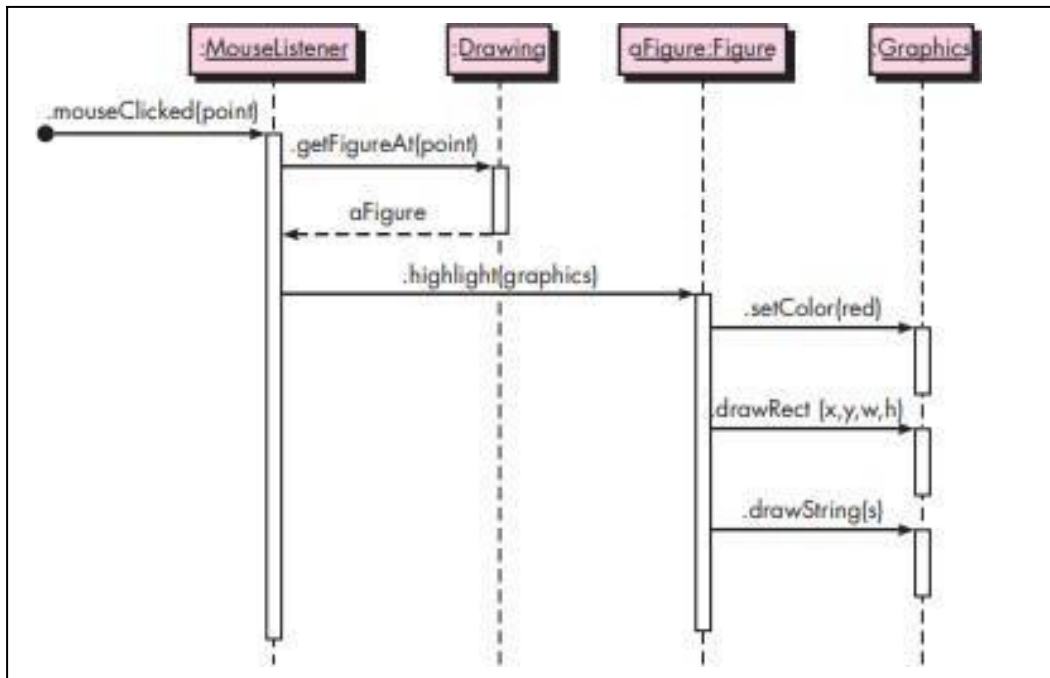 :MouseListener
:Drawing
aFigure:Figure
:Graphics
.mouseClicked(point)
.getFigureAt(point)
aFigure
.highlight(graphics)
.setColor(red)
.drawRect (x,y,w,h)
.drawString(s)